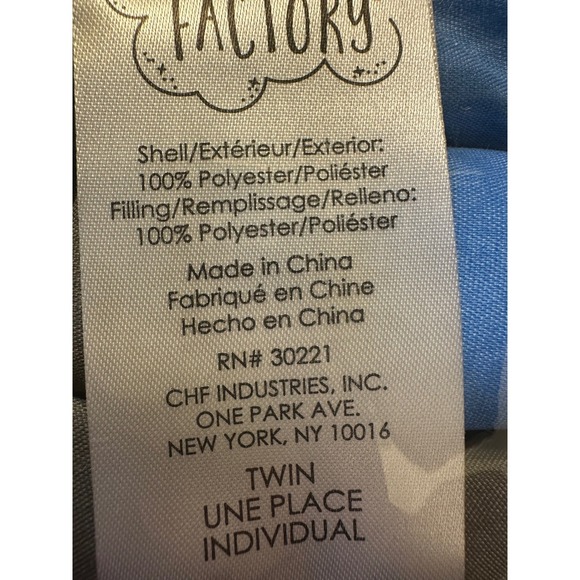 FACTORY
Shell/Extérieur/Exterior:
100% Polyester/Poliéster
Filling/Remplissage/Relleno:
100% Polyester/Poliéster
Made in China
Fabriqué en Chine
Hecho en China
RN# 30221
CHF INDUSTRIES, INC.
ONE PARK AVE.
NEW YORK, NY 10016
TWIN
UNE PLACE
INDIVIDUAL